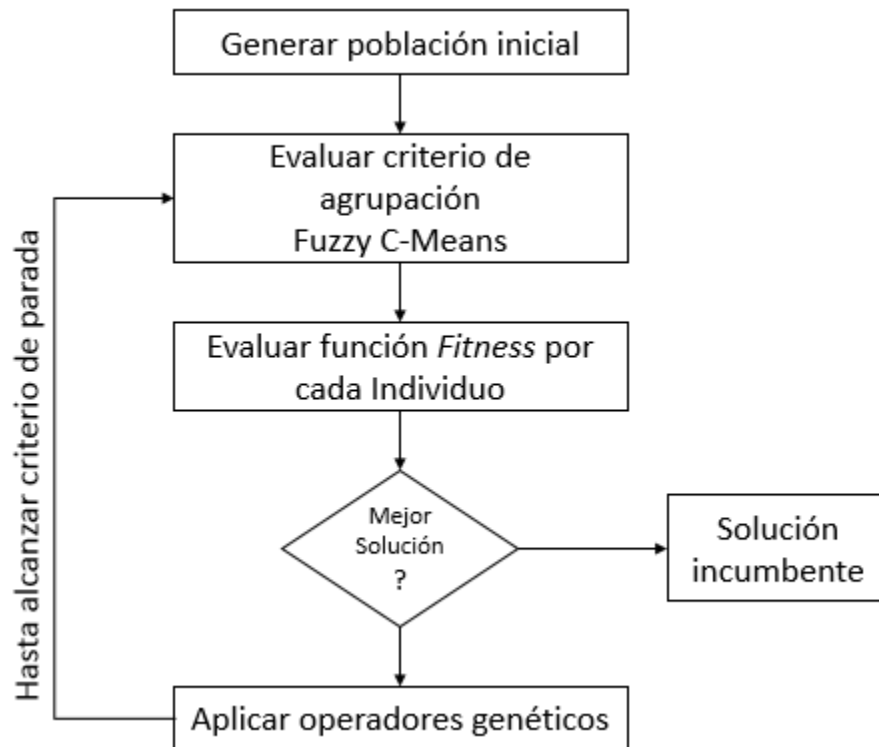 Generar población inicial
Evaluar criterio de
agrupación
Fuzzy C-Means
Evaluar función Fitness por
cada Individuo
Mejor
Solución
?
Solución
incumbente
Aplicar operadores genéticos
Hasta alcanzar criterio de parada